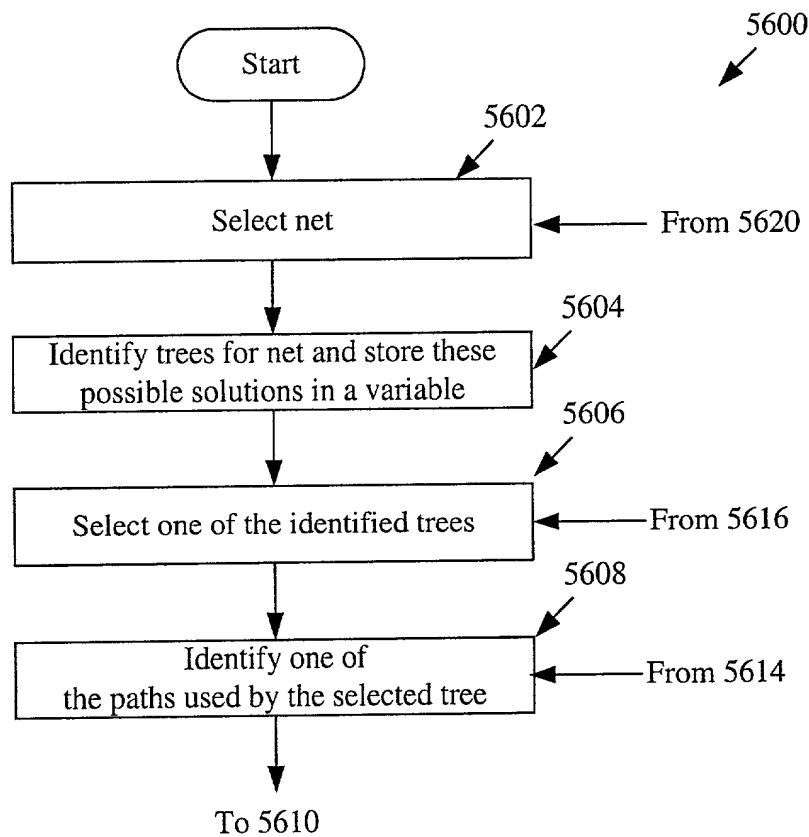 5600
Start
5602
Select net
From 5620
5604
Identify trees for net and store these
possible solutions in a variable
5606
Select one of the identified trees
From 5616
5608
Identify one of
the paths used by the selected tree
From 5614
To 5610